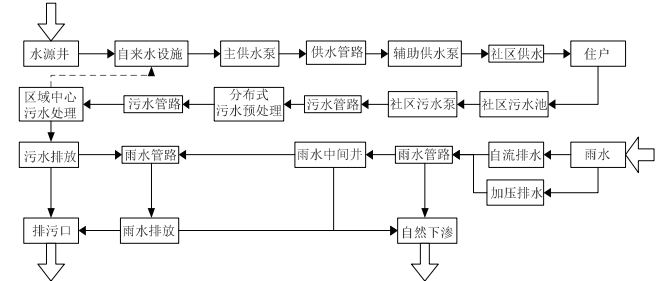 水源井
自来水设施
主供水泵
供水管路
辅助供水泵
社区供水
住户
区域中心
污水处理
污水管路
分布式
污水预处理
污水管路
社区污水泵
社区污水池
污水排放
雨水管路
雨水中间井
雨水管路
自流排水
雨水
加压排水
排污口
雨水排放
自然下渗